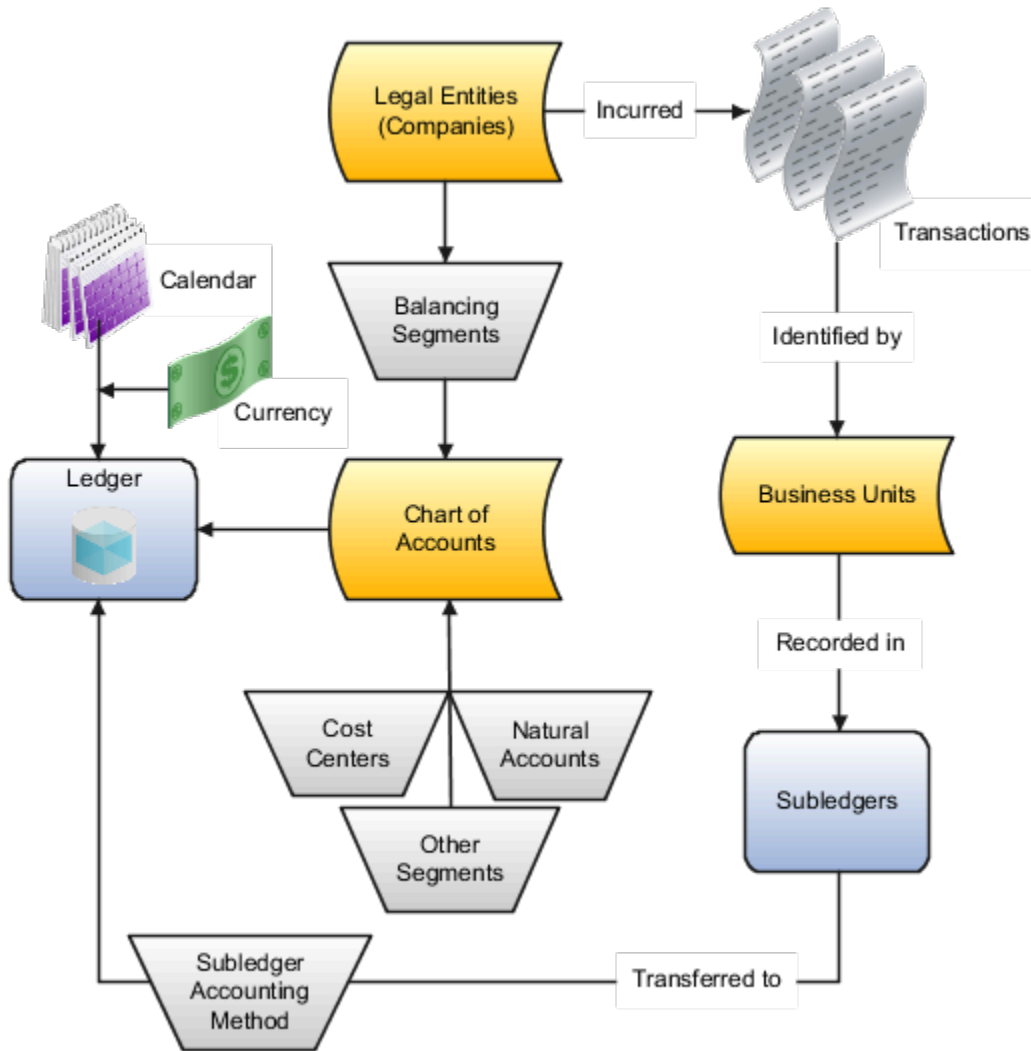 Legal Entities
(Companies)
Incurred
Transactions
Calendar
Balancing
Segments
Identified by
Currency
Ledger
Chart of
Accounts
Business Units
Recorded in
Cost
Centers
Natural
Accounts
Subledgers
Other
Segments
Subledger
Accounting
Method
Transferred to